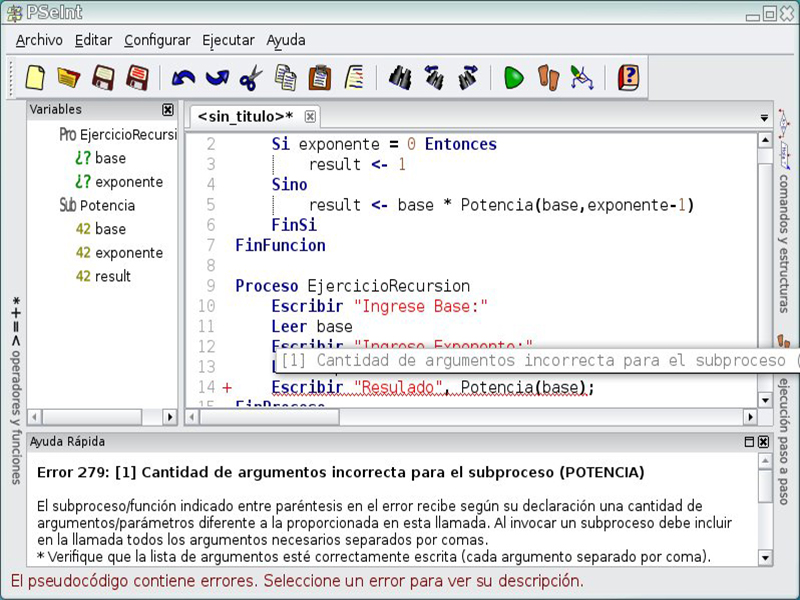 PSeInt
Archivo Editar Configurar Ejecutar Ayuda
Variables
<sin_titulo>*
Pro EjercicioRecursi
¿? base
¿? exponente
Sub Potencia
42 base
42 exponente
42 result
2 Si exponente = 0 Entonces
3 result <- 1
4 Sino
5 result <- base * Potencia(base,exponente-1)
6 FinSi
7 FinFuncion
8
9 Proceso EjercicioRecursion
10 Escribir "Ingrese Base:"
11 Leer base
12 Escribir "Ingreso Exponente:"
[1] Cantidad de argumentos incorrecta para el subproceso (
13
14 + Escribir "Resulado", Potencia(base);
15 FinProceso
*+=< operadores y funciones
comandos y estructuras
ejecución paso a paso
Ayuda Rápida
Error 279: [1] Cantidad de argumentos incorrecta para el subproceso (POTENCIA)
El subproceso/función indicado entre paréntesis en el error recibe según su declaración una cantidad de
argumentos/parámetros diferente a la proporcionada en esta llamada. Al invocar un subproceso debe incluir
en la llamada todos los argumentos necesarios separados por comas.
* Verifique que la lista de argumentos esté correctamente escrita (cada argumento separado por coma).
El pseudocódigo contiene errores. Seleccione un error para ver su descripción.